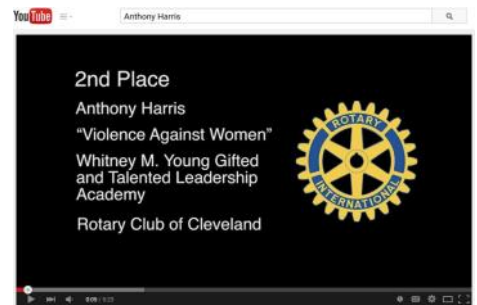 YouTube
Anthony Harris
2nd Place
Anthony Harris
"Violence Against Women"
Whitney M. Young Gifted
and Talented Leadership
Academy
Rotary Club of Cleveland
ROTARY
INTERNATIONAL